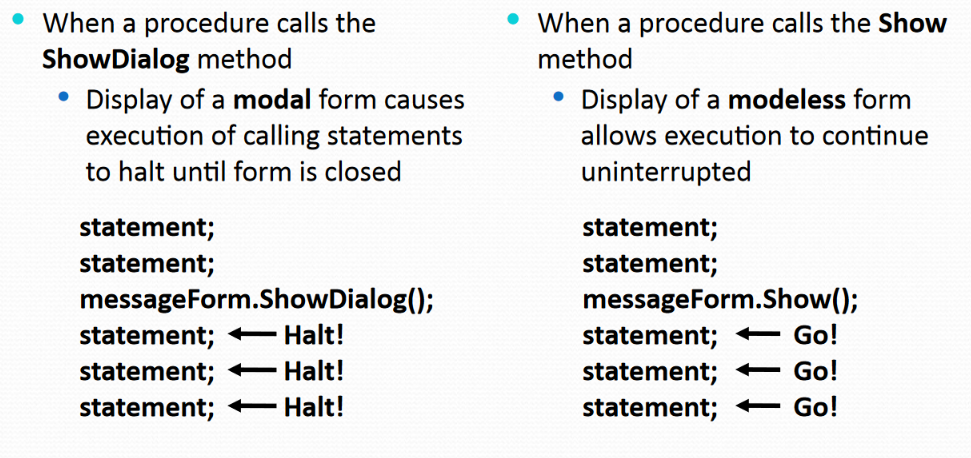 When a procedure calls the
ShowDialog method
Display of a modal form causes
execution of calling statements
to halt until form is closed
statement;
statement;
messageForm.ShowDialog();
statement; Halt!
statement; Halt!
statement; Halt!
When a procedure calls the Show
method
Display of a modeless form
allows execution to continue
uninterrupted
statement;
statement;
messageForm.Show();
statement; Go!
statement; Go!
statement; Go!